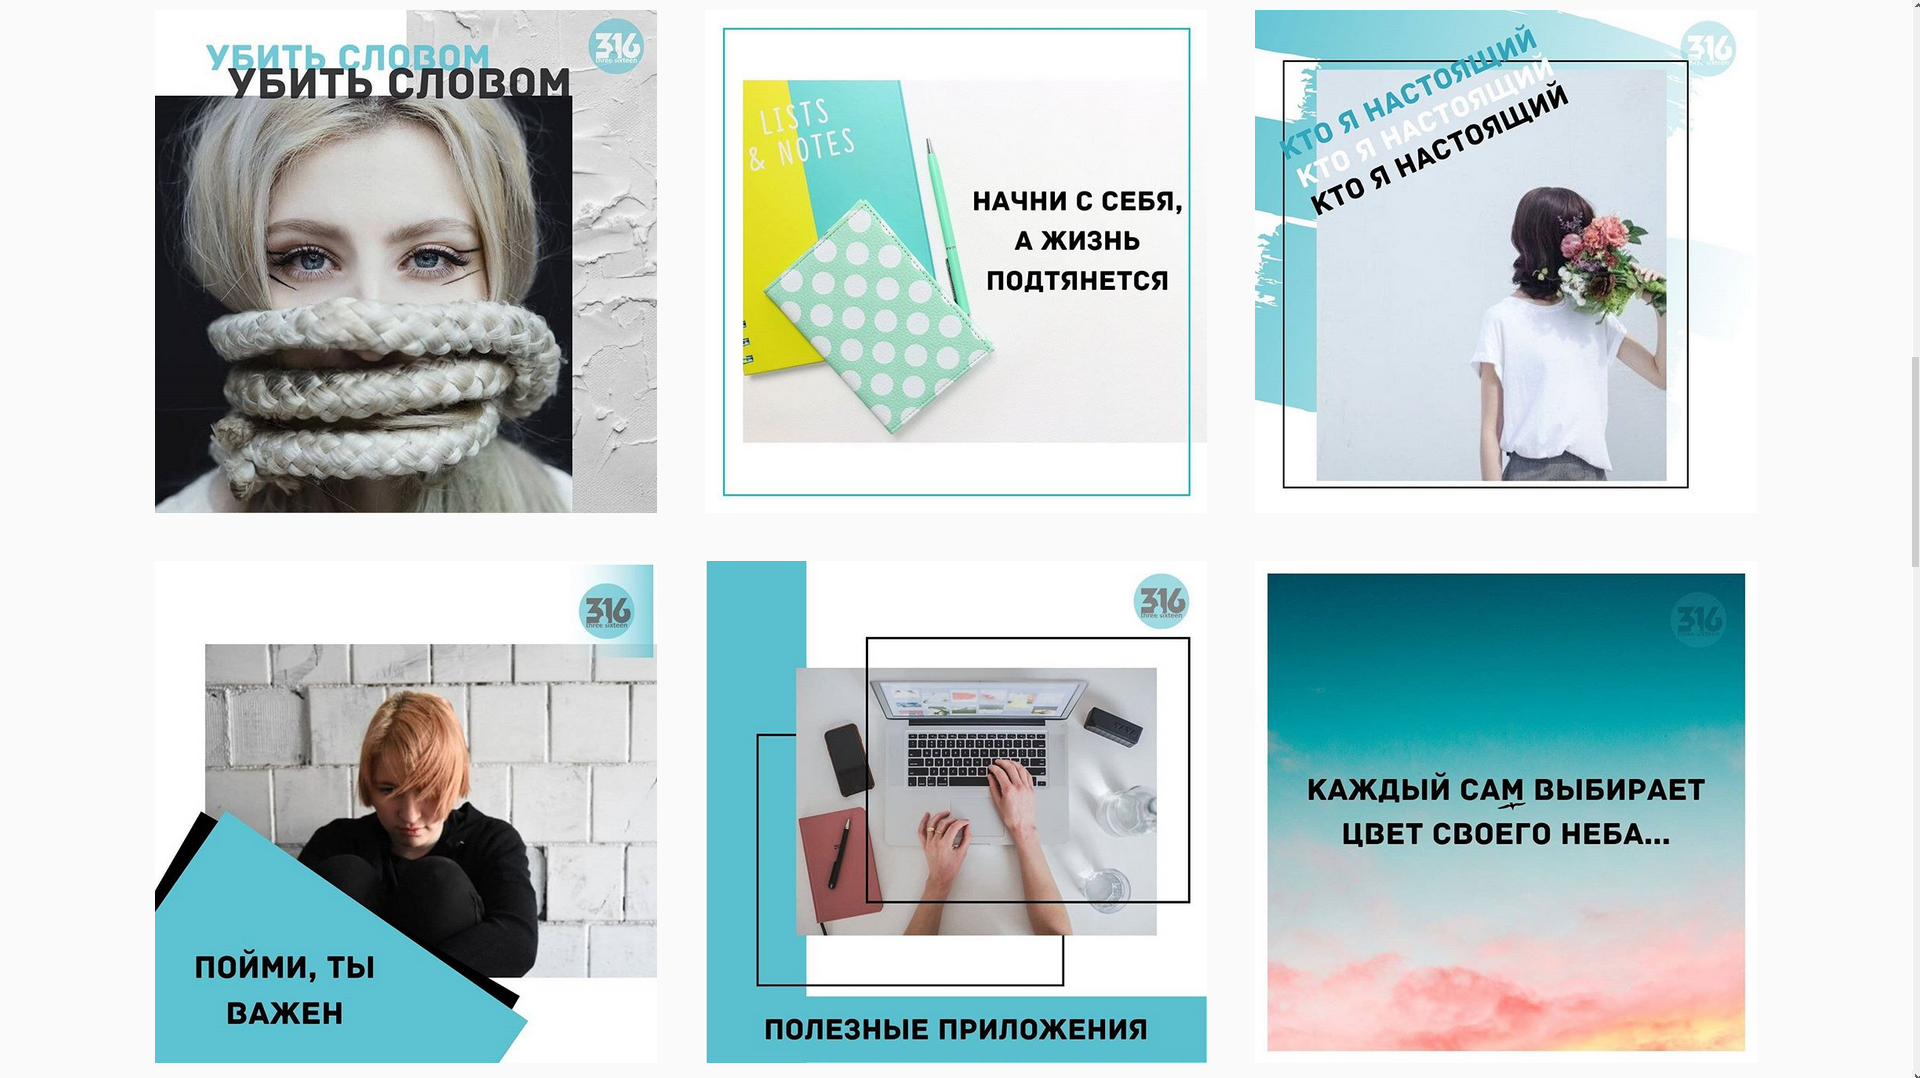 УБИТЬ СЛОВОМ
УБИТЬ СЛОВОМ
316
three sixteen
LISTS
& NOTES
НАЧНИ С СЕБЯ,
А ЖИЗНЬ
ПОДТЯНЕТСЯ
КТО Я НАСТОЯЩИЙ
КТО Я НАСТОЯЩИЙ
КТО Я НАСТОЯЩИЙ
316
three sixteen
316
three sixteen
ПОЙМИ, ТЫ
ВАЖЕН
316
three sixteen
ПОЛЕЗНЫЕ ПРИЛОЖЕНИЯ
316
three sixteen
КАЖДЫЙ САМ ВЫБИРАЕТ
ЦВЕТ СВОЕГО НЕБА...